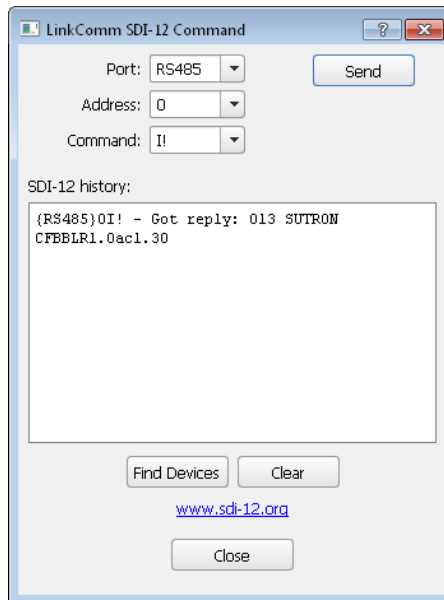 LinkComm SDI-12 Command
Port: RS485
Send
Address: 0
Command: I!
SDI-12 history:
{RS485}0I! - Got reply: 013 SUTRON
CFBBLR1.0ac1.30
Find Devices
Clear
www.sdi-12.org
Close